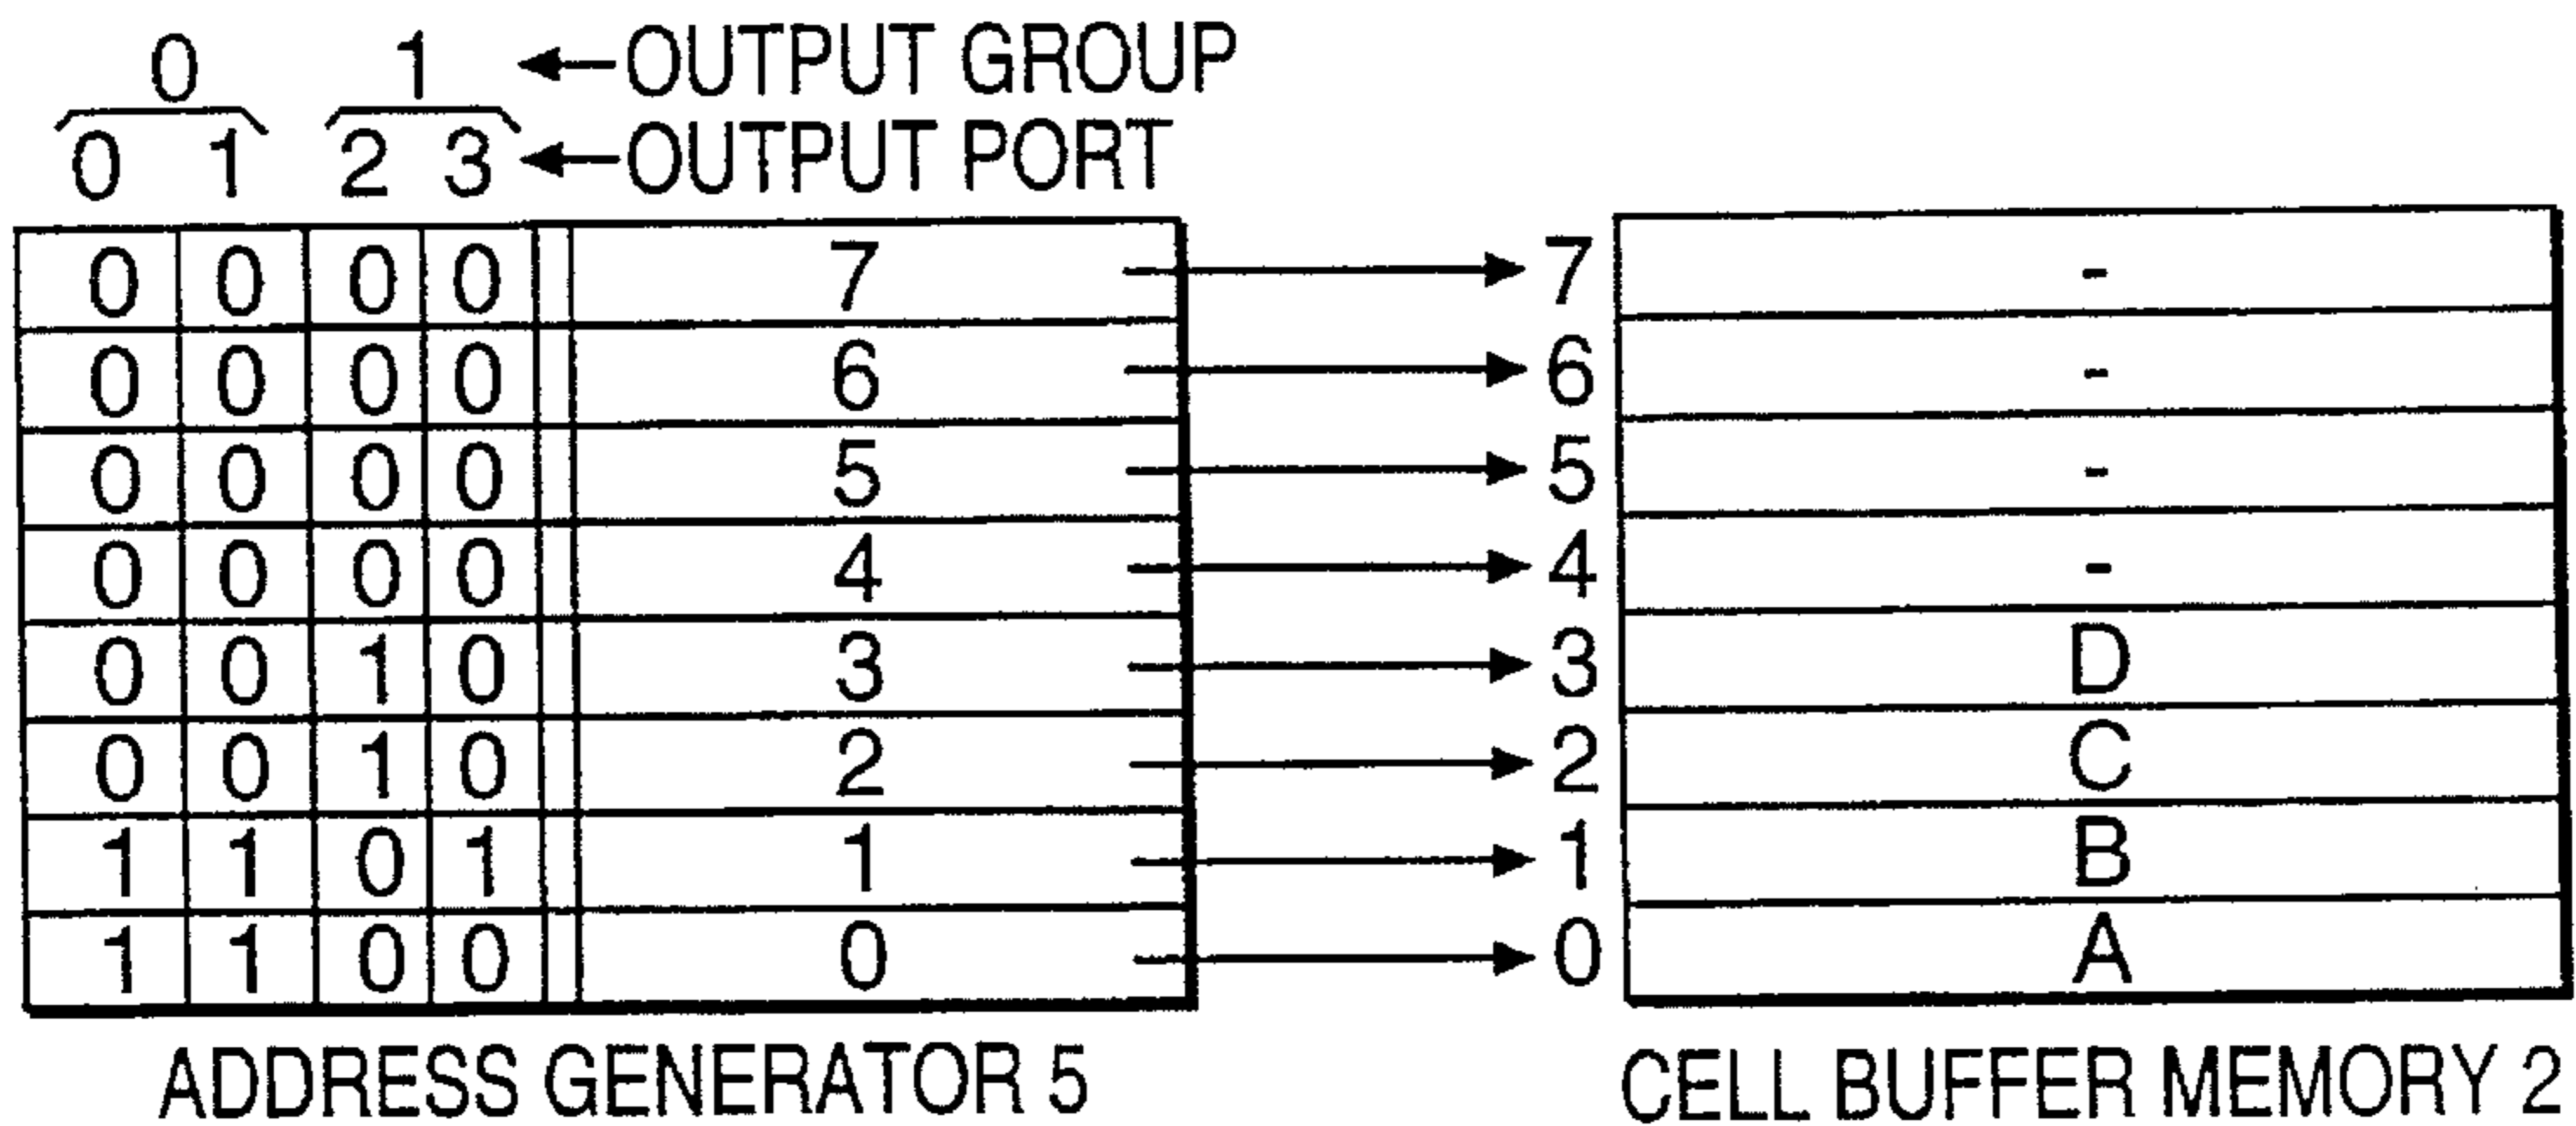 0 1 ←OUTPUT GROUP
0 1 2 3 ←OUTPUT PORT
0 0 0 0 7 7 -
0 0 0 0 6 6 -
0 0 0 0 5 5 -
0 0 0 0 4 4 -
0 0 1 0 3 3 D
0 0 1 0 2 2 C
1 1 0 1 1 1 B
1 1 0 0 0 0 A
ADDRESS GENERATOR 5 CELL BUFFER MEMORY 2